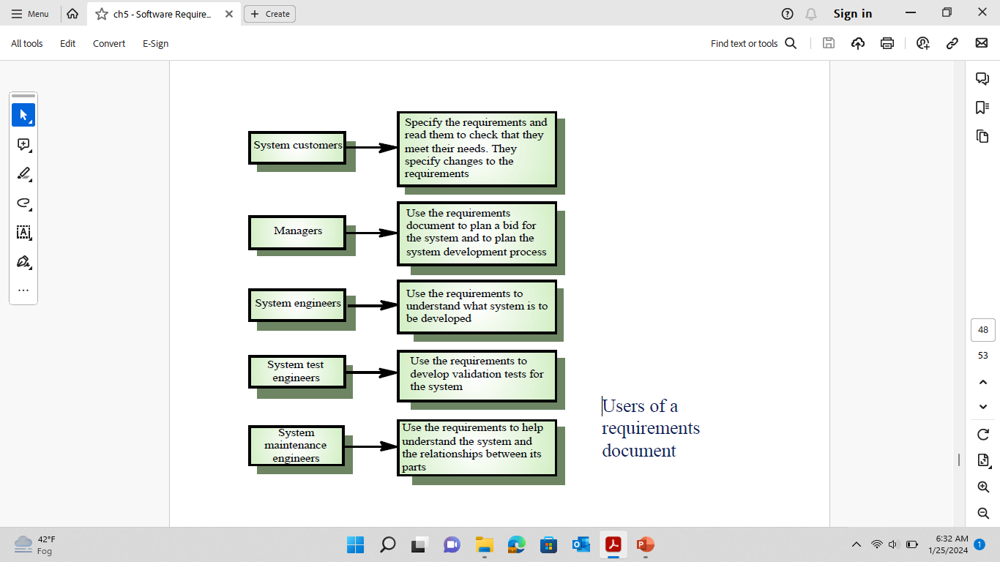 Menu
ch5 - Software Require...
Create
Sign in
All tools
Edit
Convert
E-Sign
Find text or tools
System customers
Specify the requirements and
read them to check that they
meet their needs. They
specify changes to the
requirements
Managers
Use the requirements
document to plan a bid for
the system and to plan the
system development process
System engineers
Use the requirements to
understand what system is to
be developed
System test
engineers
Use the requirements to
develop validation tests for
the system
System
maintenance
engineers
Use the requirements to help
understand the system and
the relationships between its
parts
Users of a
requirements
document
48
53
42°F
Fog
6:32 AM
1/25/2024
1